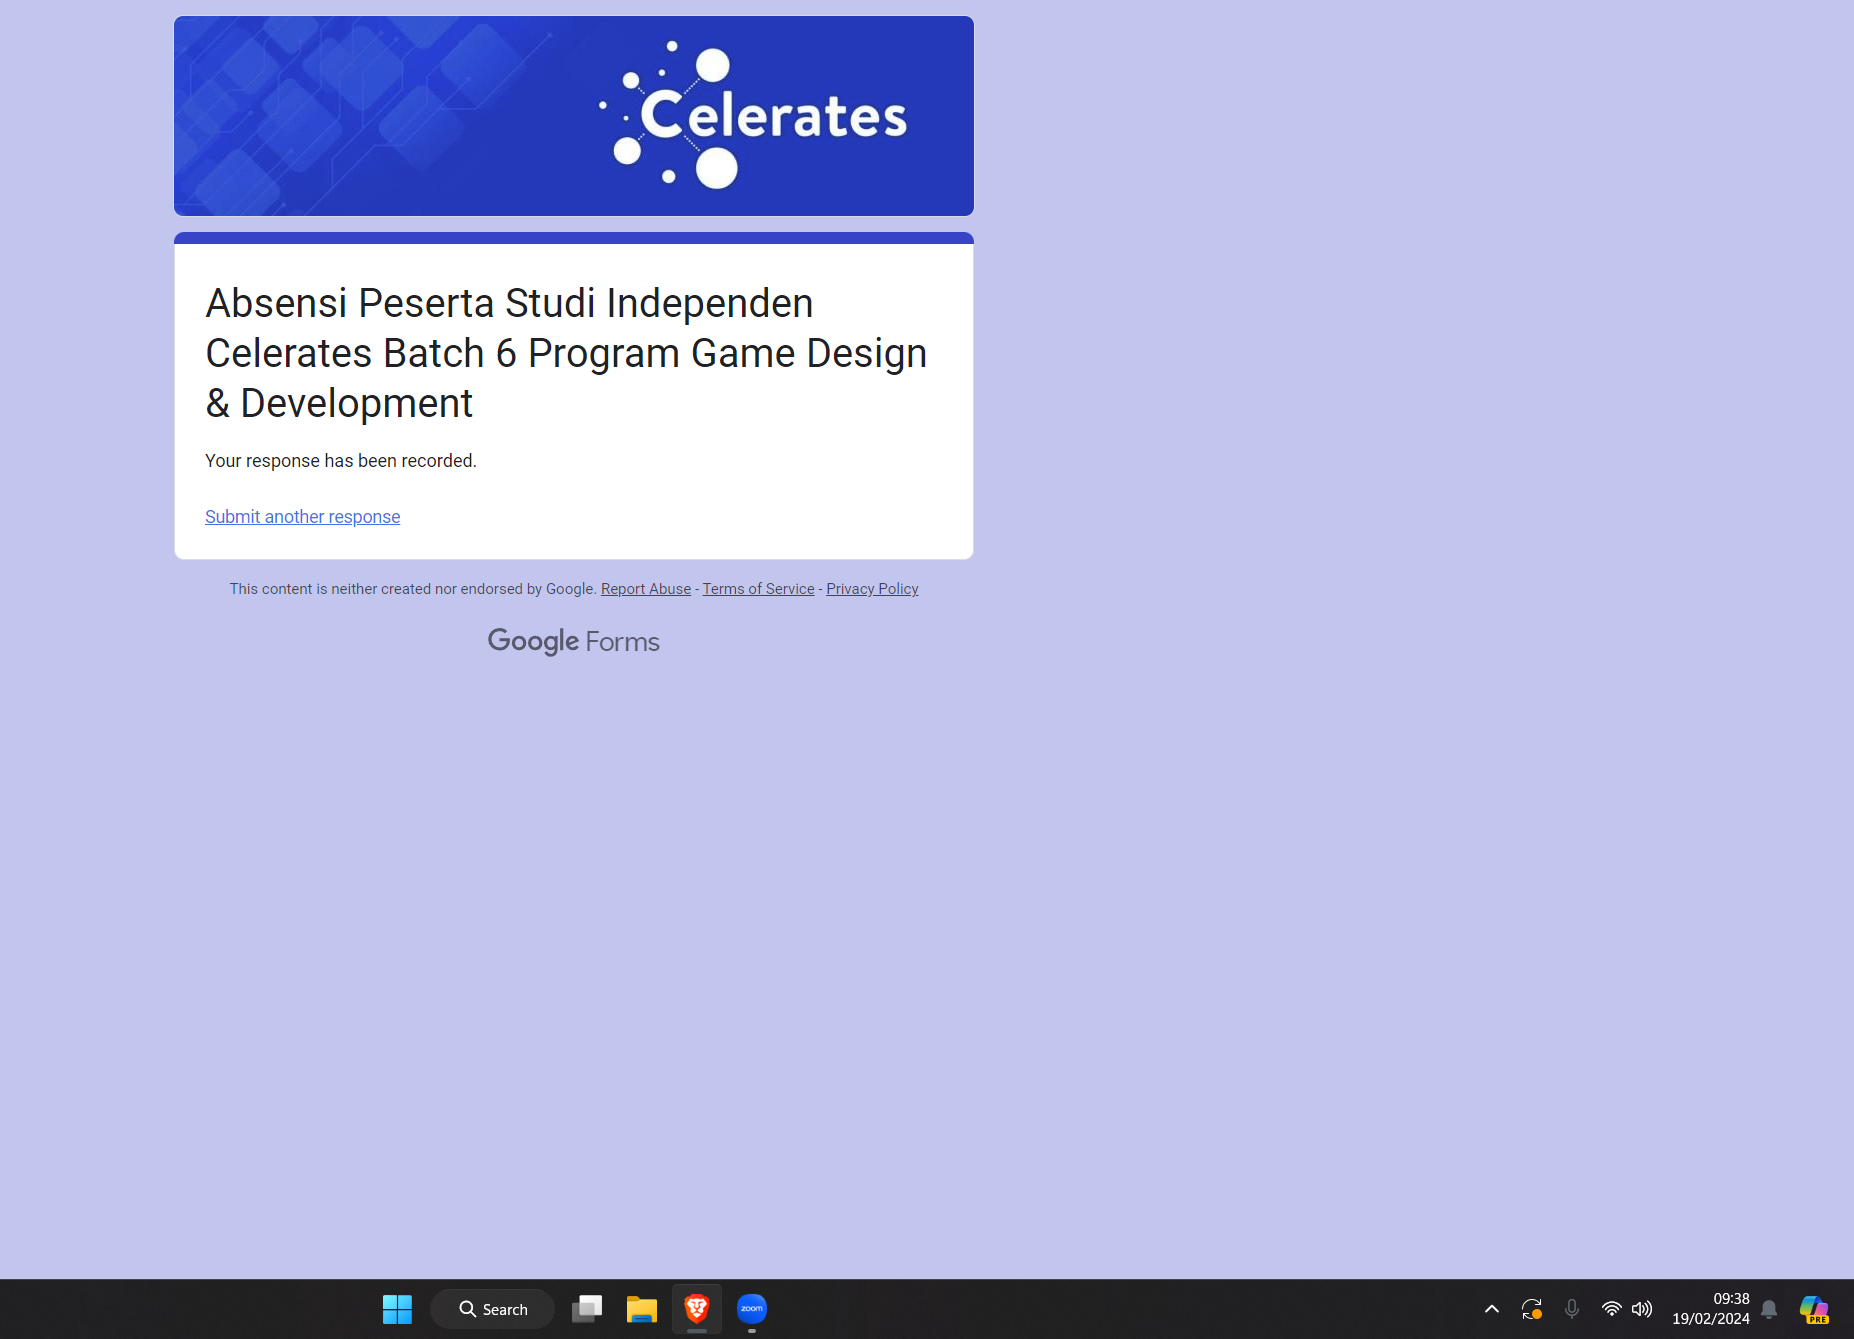 Celerates
Absensi Peserta Studi Independen
Celerates Batch 6 Program Game Design
& Development
Your response has been recorded.
Submit another response
This content is neither created nor endorsed by Google. Report Abuse - Terms of Service - Privacy Policy
Google Forms
Search
zoom
09:38
19/02/2024
PRE